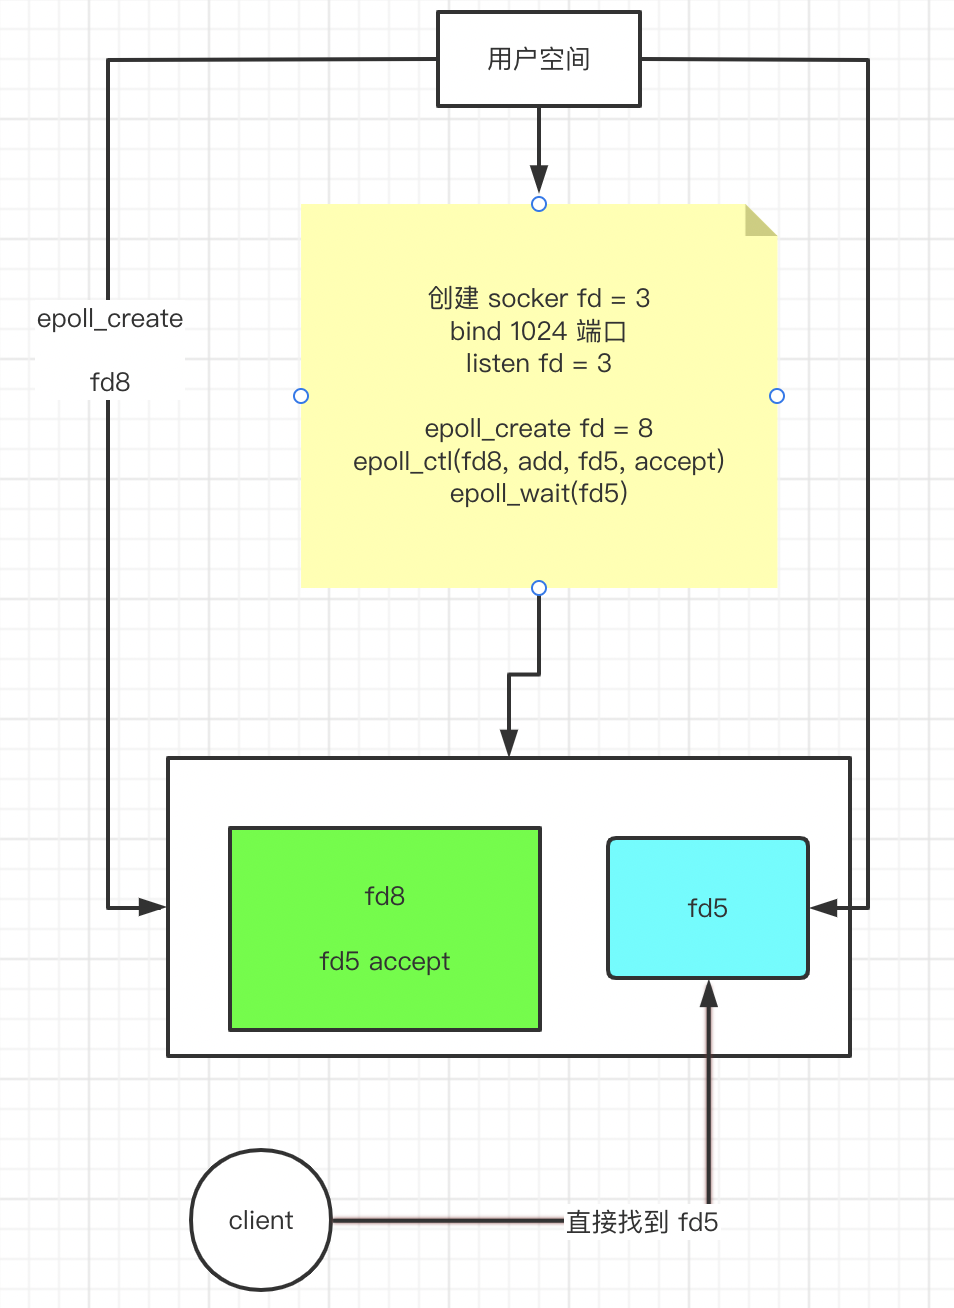 用户空间
epoll_create
fd8
创建 socker fd = 3
bind 1024 端口
listen fd = 3
epoll_create fd = 8
epoll_ctl(fd8, add, fd5, accept)
epoll_wait(fd5)
fd8
fd5 accept
fd5
client
直接找到 fd5